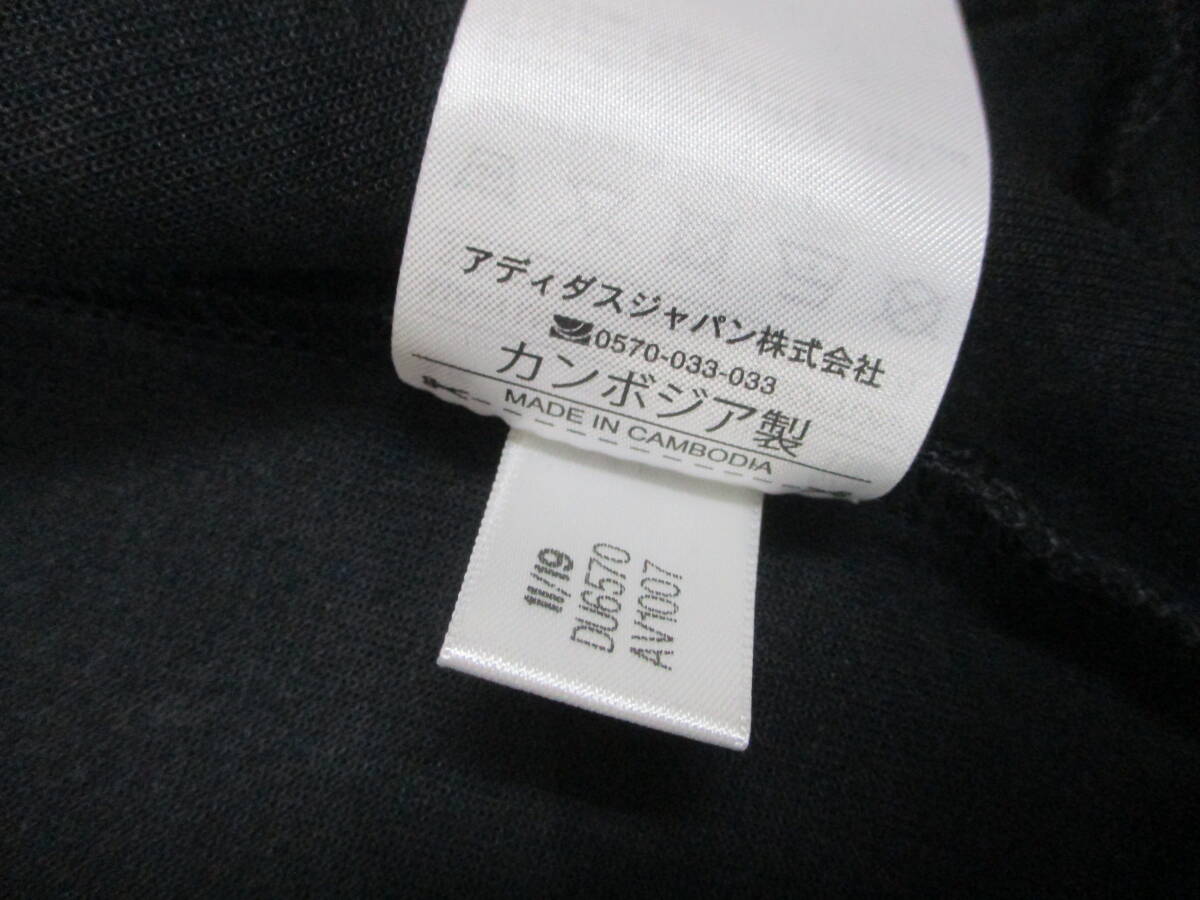 アディダスジャパン株式会社
0570-033-033
カンボジア製
MADE IN CAMBODIA
11/19
DU6570
AV1007